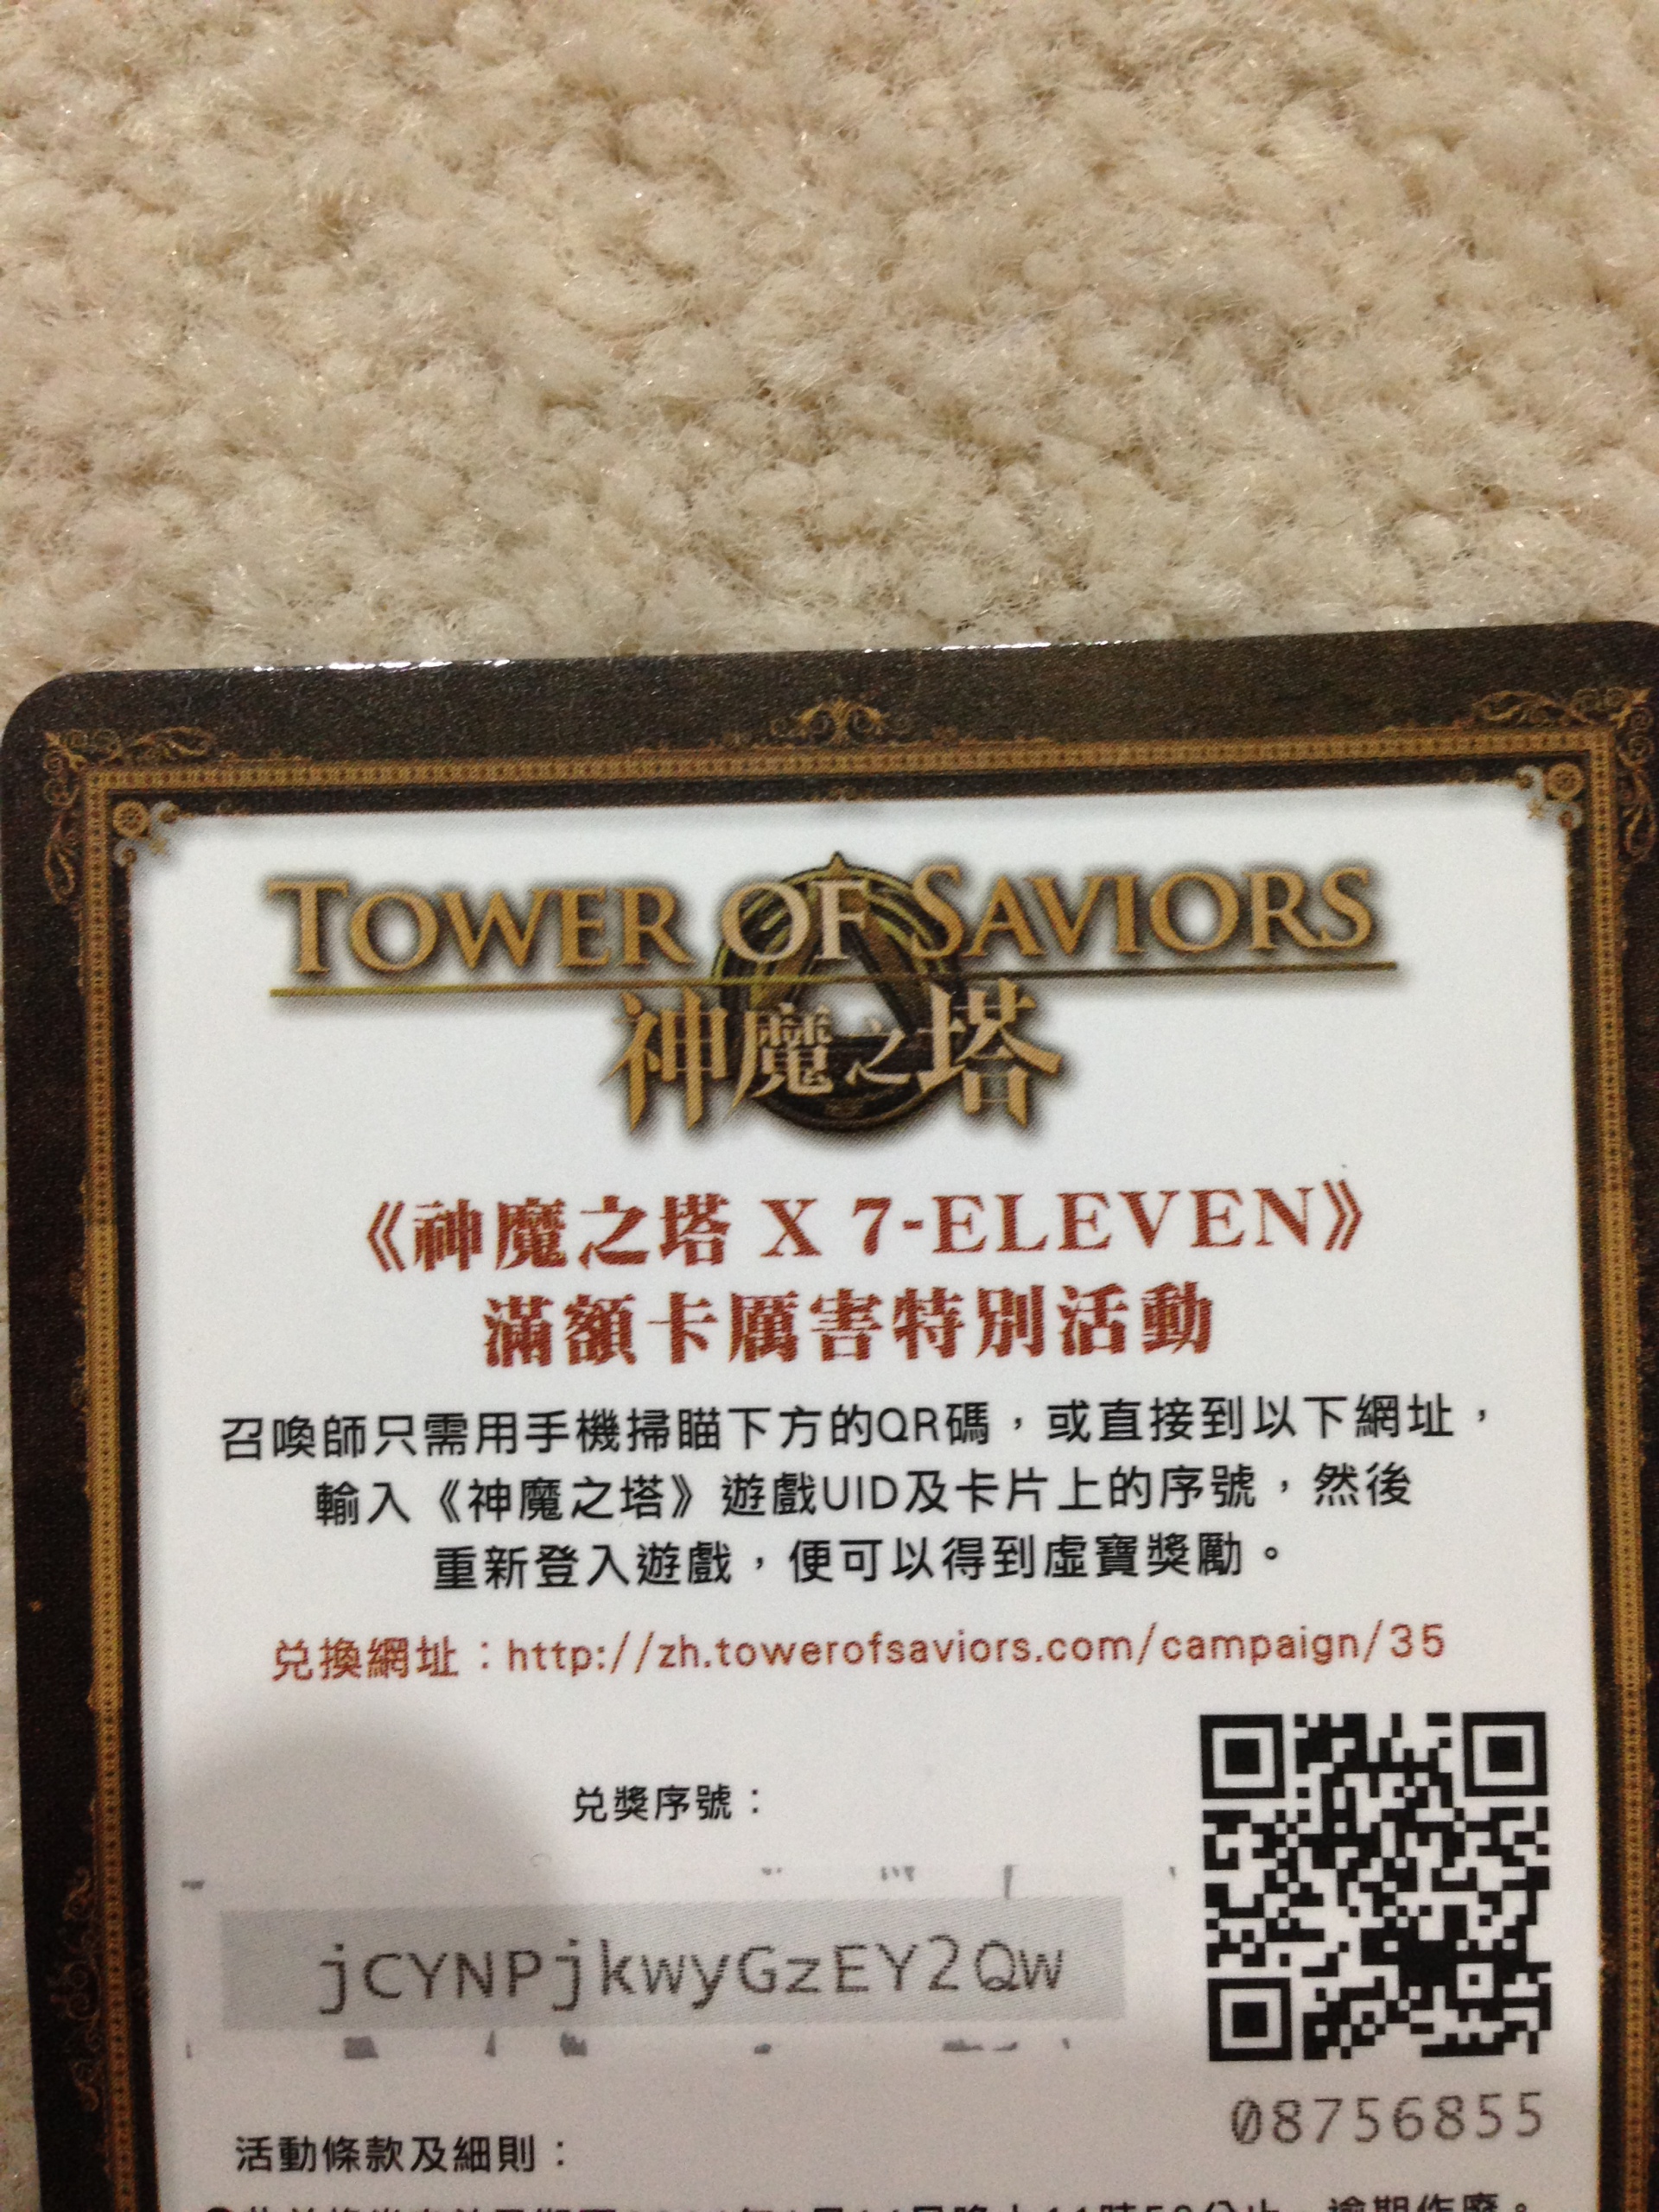 TOWER OF SAVIORS
神魔之塔
《神魔之塔 X 7-ELEVEN》
滿額卡厲害特別活動
召喚師只需用手機掃瞄下方的QR碼，或直接到以下網址，
輸入《神魔之塔》遊戲UID及卡片上的序號，然後
重新登入遊戲，便可以得到虛寶獎勵。
兌換網址：http://zh.towerofsaviors.com/campaign/35
兌獎序號：
jCYNPjkwyGzEY2Qw
08756855
活動條款及細則：